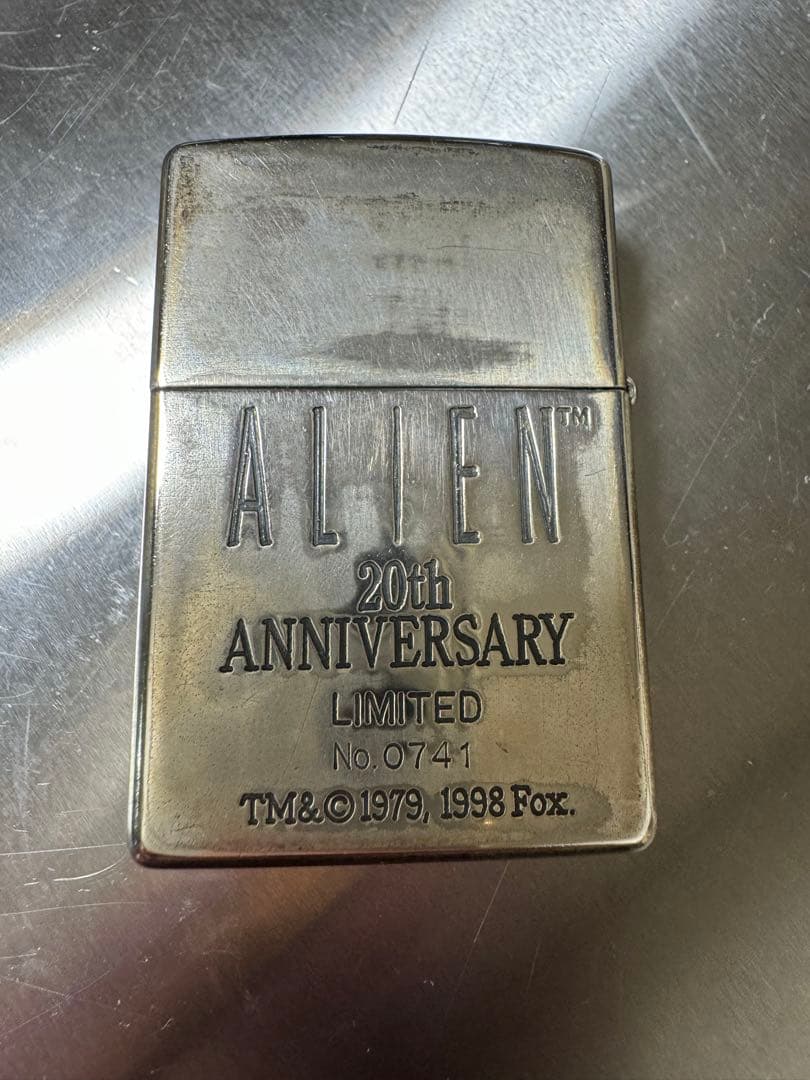 ALIEN™
20th
ANNIVERSARY
LIMITED
No.0741
TM&©1979, 1998 Fox.